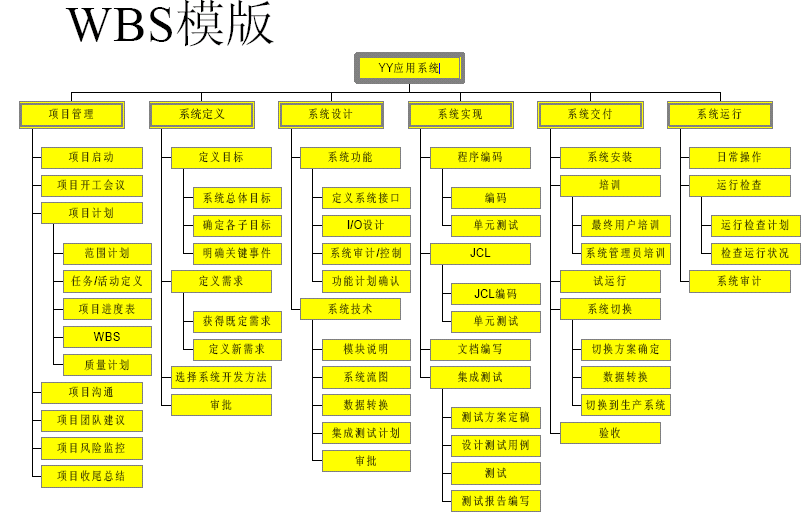 WBS模版
YY应用系统
项目管理
项目启动
项目开工会议
项目计划
范围计划
任务/活动定义
项目进度表
WBS
质量计划
项目沟通
项目团队建议
项目风险监控
项目收尾总结
系统定义
定义目标
系统总体目标
确定各子目标
明确关键事件
定义需求
获得既定需求
定义新需求
选择系统开发方法
审批
系统设计
系统功能
定义系统接口
I/O设计
系统审计/控制
功能计划确认
系统技术
模块说明
系统流图
数据转换
集成测试计划
审批
系统实现
程序编码
编码
单元测试
JCL
JCL编码
单元测试
文档编写
集成测试
测试方案定稿
设计测试用例
测试
测试报告编写
系统交付
系统安装
培训
最终用户培训
系统管理员培训
试运行
系统切换
切换方案确定
数据转换
切换到生产系统
验收
系统运行
日常操作
运行检查
运行检查计划
检查运行状况
系统审计